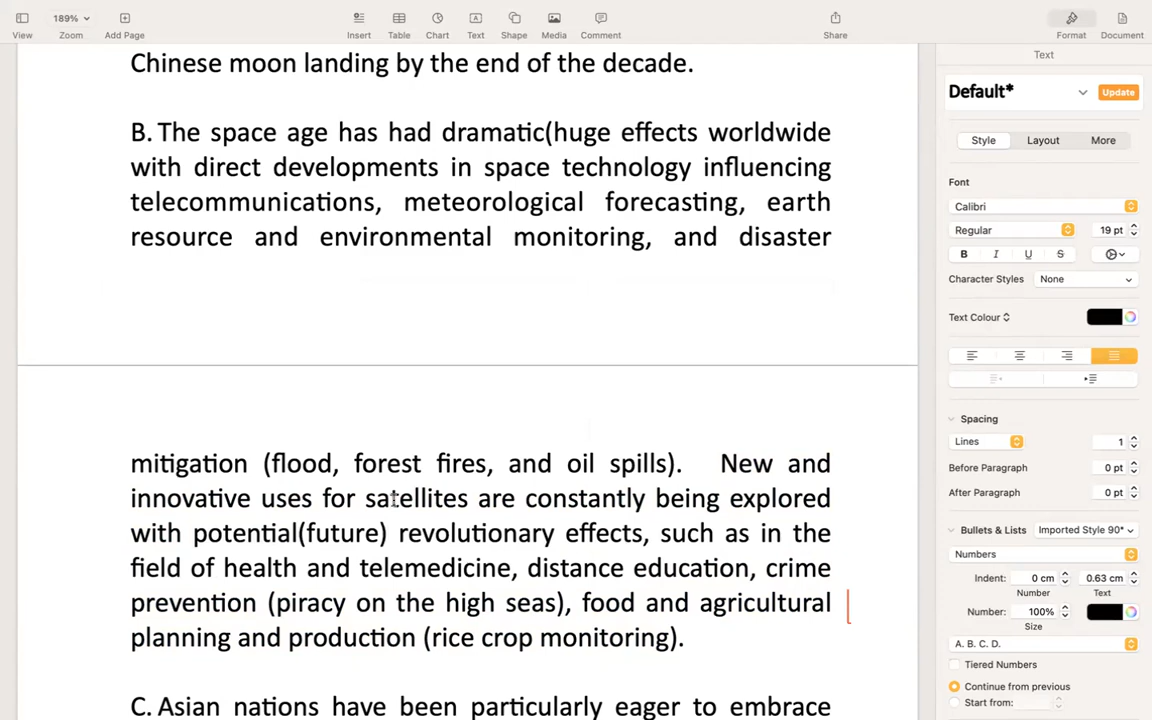 189%
View
Zoom
Add Page
Insert
Table
Chart
Text
Shape
Media
Comment
Share
Format
Document
Chinese moon landing by the end of the decade.
B. The space age has had dramatic(huge effects worldwide
with direct developments in space technology influencing
telecommunications, meteorological forecasting, earth
resource and environmental monitoring, and disaster
mitigation (flood, forest fires, and oil spills). New and
innovative uses for satellites are constantly being explored
with potential(future) revolutionary effects, such as in the
field of health and telemedicine, distance education, crime
prevention (piracy on the high seas), food and agricultural
planning and production (rice crop monitoring).
C. Asian nations have been particularly eager to embrace
Text
Default*
Update
Style
Layout
More
Font
Calibri
Regular
19 pt
B I U S
Character Styles
None
Text Colour
Spacing
Lines
1
Before Paragraph
0 pt
After Paragraph
0 pt
Bullets & Lists
Imported Style 90*
Numbers
Indent:
0 cm
0.63 cm
Number
Text
Number:
100%
Size
A. B. C. D.
Tiered Numbers
Continue from previous
Start from: